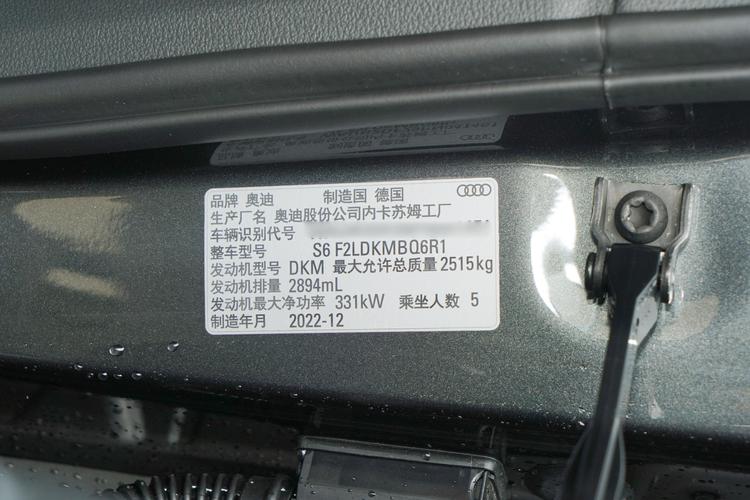 品牌 奥迪 制造国 德国
生产厂名 奥迪股份公司内卡苏姆工厂
车辆识别代号
整车型号 S6 F2LDKMBQ6R1
发动机型号 DKM 最大允许总质量 2515kg
发动机排量 2894mL
发动机最大净功率 331kW 乘坐人数 5
制造年月 2022-12